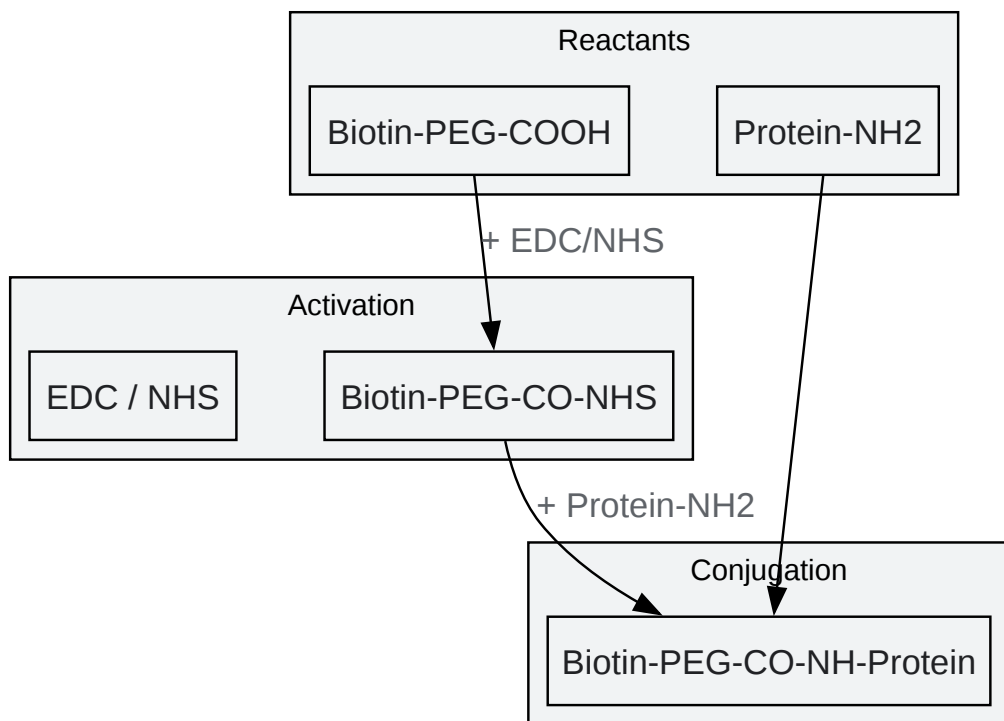 Reactants
Biotin-PEG-COOH
Protein-NH2
+ EDC/NHS
Activation
EDC / NHS
Biotin-PEG-CO-NHS
+ Protein-NH2
Conjugation
Biotin-PEG-CO-NH-Protein